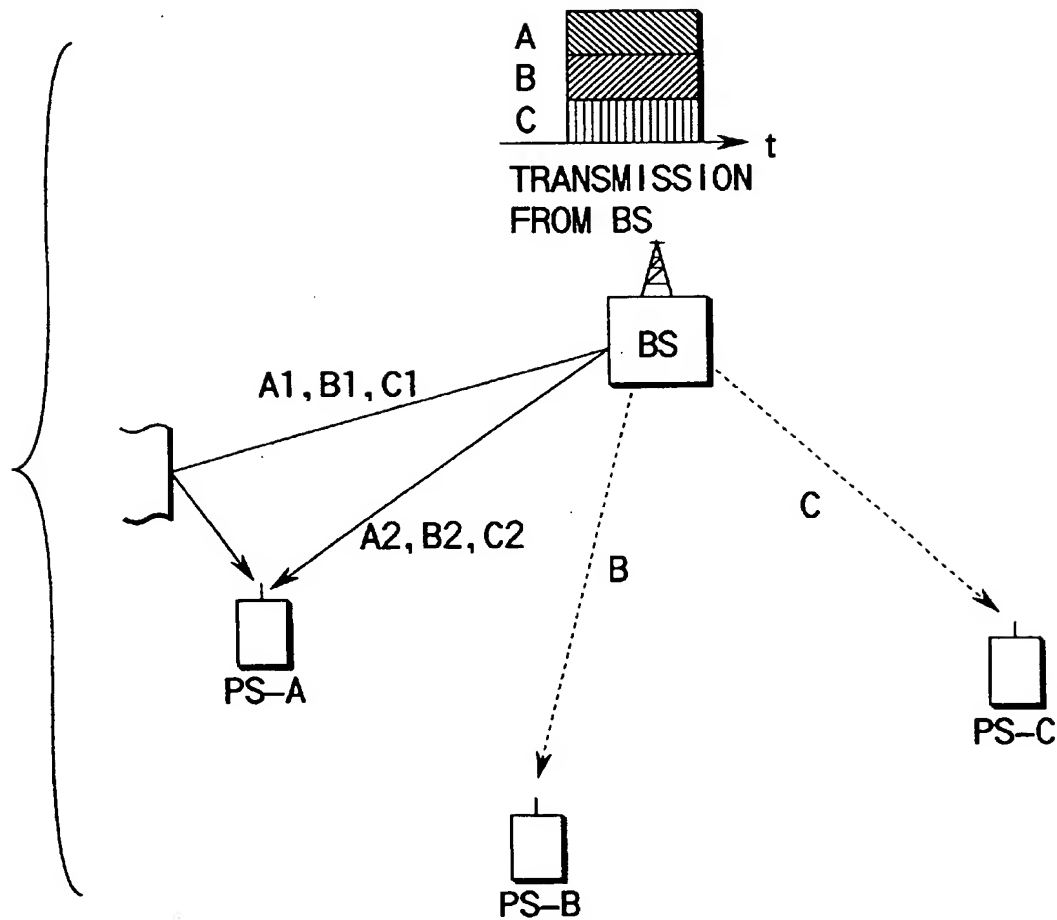 A
B
C
t
TRANSMISSION
FROM BS
BS
A1, B1, C1
A2, B2, C2
C
B
PS-A
PS-C
PS-B